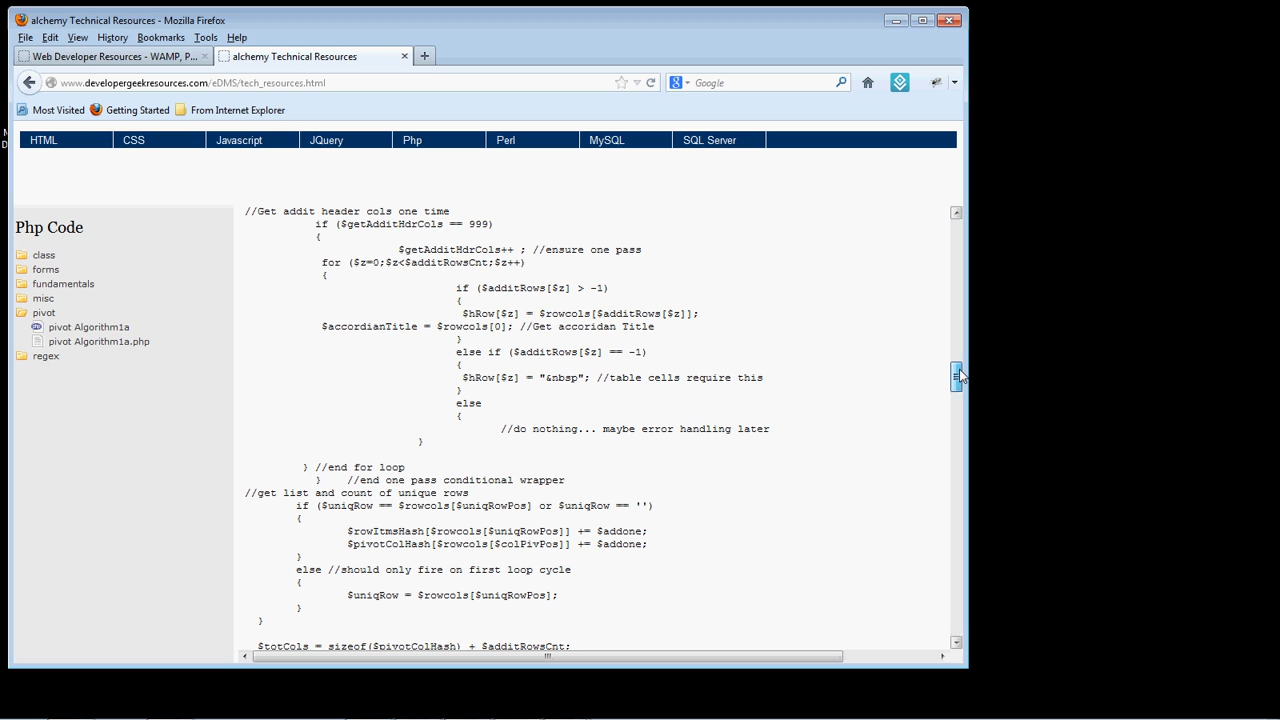 alchemy Technical Resources - Mozilla Firefox
File Edit View History Bookmarks Tools Help
Web Developer Resources - WAMP, P... alchemy Technical Resources
www.developergeekresources.com/eDMS/tech_resources.html Google
Most Visited Getting Started From Internet Explorer
HTML CSS Javascript JQuery Php Perl MySQL SQL Server
Php Code
class
forms
fundamentals
misc
pivot
pivot Algorithm1a
pivot Algorithm1a.php
regex
//Get addit header cols one time
if ($getAdditHdrCols == 999)
{
$getAdditHdrCols++ ; //ensure one pass
for ($z=0;$z<$additRowsCnt;$z++)
{
if ($additRows[$z] > -1)
{
$hRow[$z] = $rowcols[$additRows[$z]];
$accordianTitle = $rowcols[0]; //Get accoridan Title
}
else if ($additRows[$z] == -1)
{
$hRow[$z] = "&nbsp"; //table cells require this
}
else
{
//do nothing... maybe error handling later
}
} //end for loop
} //end one pass conditional wrapper
//get list and count of unique rows
if ($uniqRow == $rowcols[$uniqRowPos] or $uniqRow == '')
{
$rowItmsHash[$rowcols[$uniqRowPos]] += $addone;
$pivotColHash[$rowcols[$colPivPos]] += $addone;
}
else //should only fire on first loop cycle
{
$uniqRow = $rowcols[$uniqRowPos];
}
}
$totCols = sizeof($pivotColHash) + $additRowsCnt;